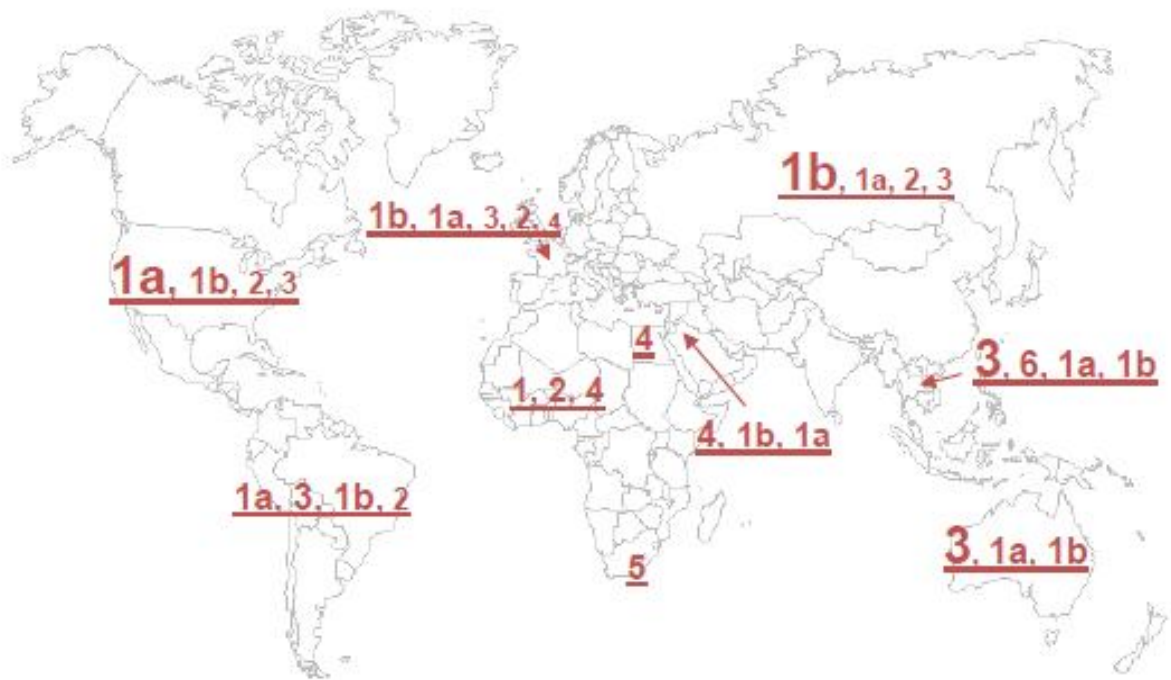 1b, 1a, 2, 3
1b, 1a, 3, 2, 4
1a, 1b, 2, 3
4
3, 6, 1a, 1b
1, 2, 4
4, 1b, 1a
1a, 3, 1b, 2
3, 1a, 1b
5